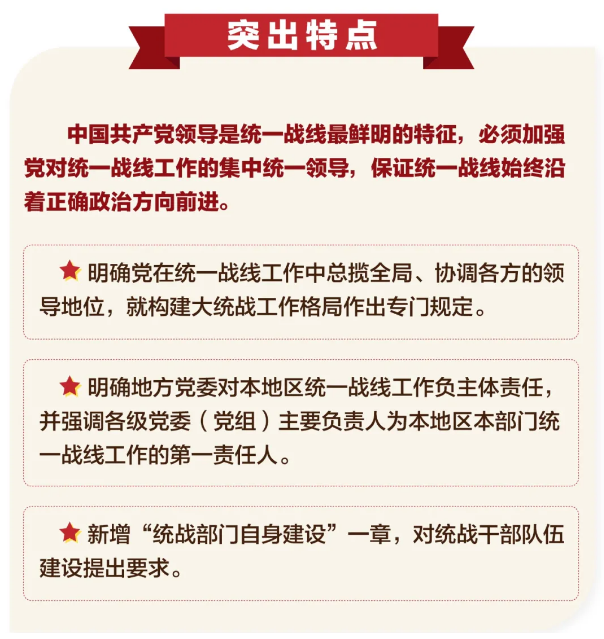 突出特点
中国共产党领导是统一战线最鲜明的特征，必须加强
党对统一战线工作的集中统一领导，保证统一战线始终沿
着正确政治方向前进。
明确党在统一战线工作中总揽全局、协调各方的领
导地位，就构建大统战工作格局作出专门规定。
明确地方党委对本地区统一战线工作负主体责任，
并强调各级党委（党组）主要负责人为本地区本部门统
一战线工作的第一责任人。
新增“统战部门自身建设”一章，对统战干部队伍
建设提出要求。